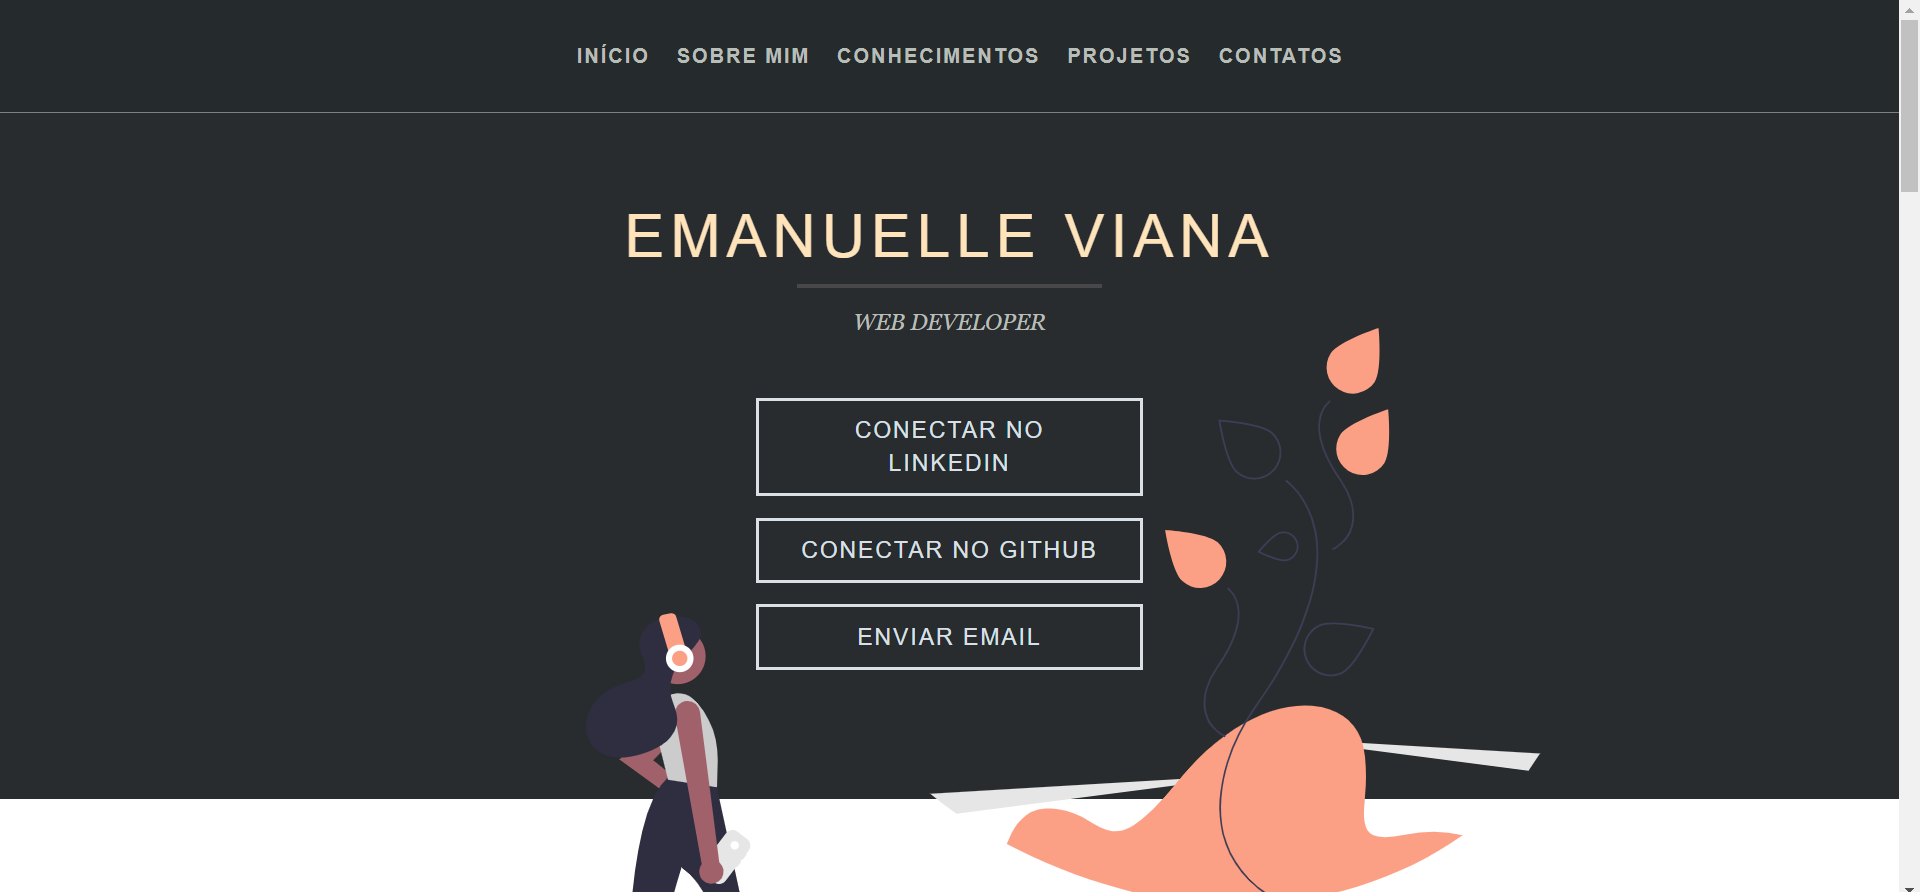 INÍCIO SOBRE MIM CONHECIMENTOS PROJETOS CONTATOS
EMANUELLE VIANA
WEB DEVELOPER
CONECTAR NO
LINKEDIN
CONECTAR NO GITHUB
ENVIAR EMAIL